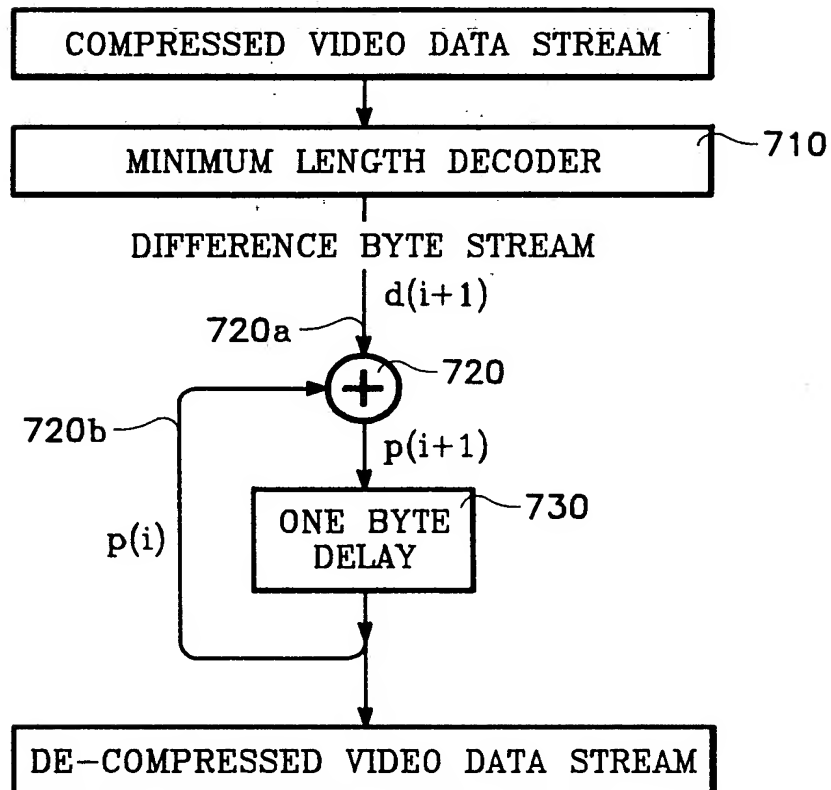 COMPRESSED VIDEO DATA STREAM
MINIMUM LENGTH DECODER
710
DIFFERENCE BYTE STREAM
d(i+1)
720a
+
720
720b
p(i+1)
p(i)
ONE BYTE
DELAY
730
DE-COMPRESSED VIDEO DATA STREAM